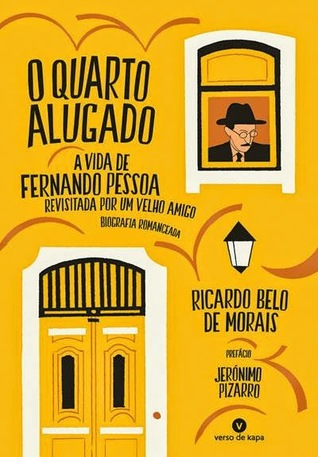 O QUARTO
ALUGADO
A VIDA DE
FERNANDO PESSOA
REVISITADA POR UM VELHO AMIGO
BIOGRAFIA ROMANCEADA
RICARDO BELO
DE MORAIS
PREFÁCIO
JERÓNIMO
PIZARRO
V
verso de kapa